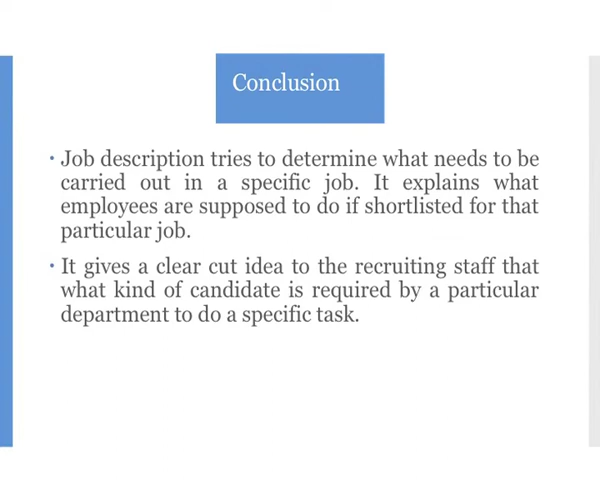 Conclusion
• Job description tries to determine what needs to be
carried out in a specific job. It explains what
employees are supposed to do if shortlisted for that
particular job.
• It gives a clear cut idea to the recruiting staff that
what kind of candidate is required by a particular
department to do a specific task.